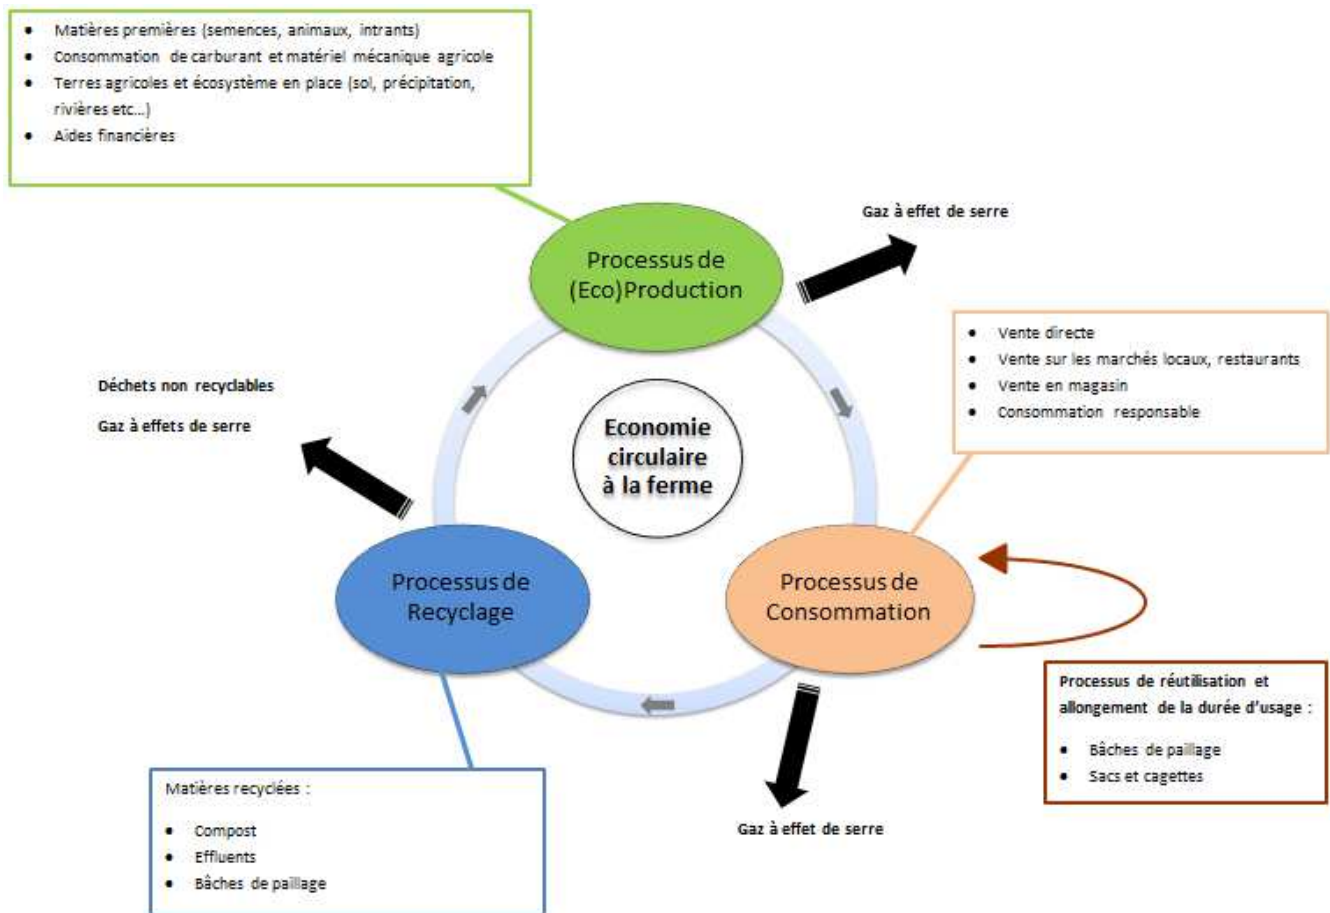 • Matières premières (semences, animaux, intrants)
• Consommation de carburant et matériel mécanique agricole
• Terres agricoles et écosystème en place (sol, précipitation,
rivières etc...)
• Aides financières
Gaz à effet de serre
Processus de
(Eco)Production
• Vente directe
• Vente sur les marchés locaux, restaurants
• Vente en magasin
• Consommation responsable
Déchets non recyclables
Gaz à effets de serre
Economie
circulaire
à la ferme
Processus de
Recyclage
Processus de
Consommation
Processus de réutilisation et
allongement de la durée d'usage :
• Bâches de paillage
• Sacs et cagettes
Matières recyclées :
• Compost
• Effluents
• Bâches de paillage
Gaz à effet de serre